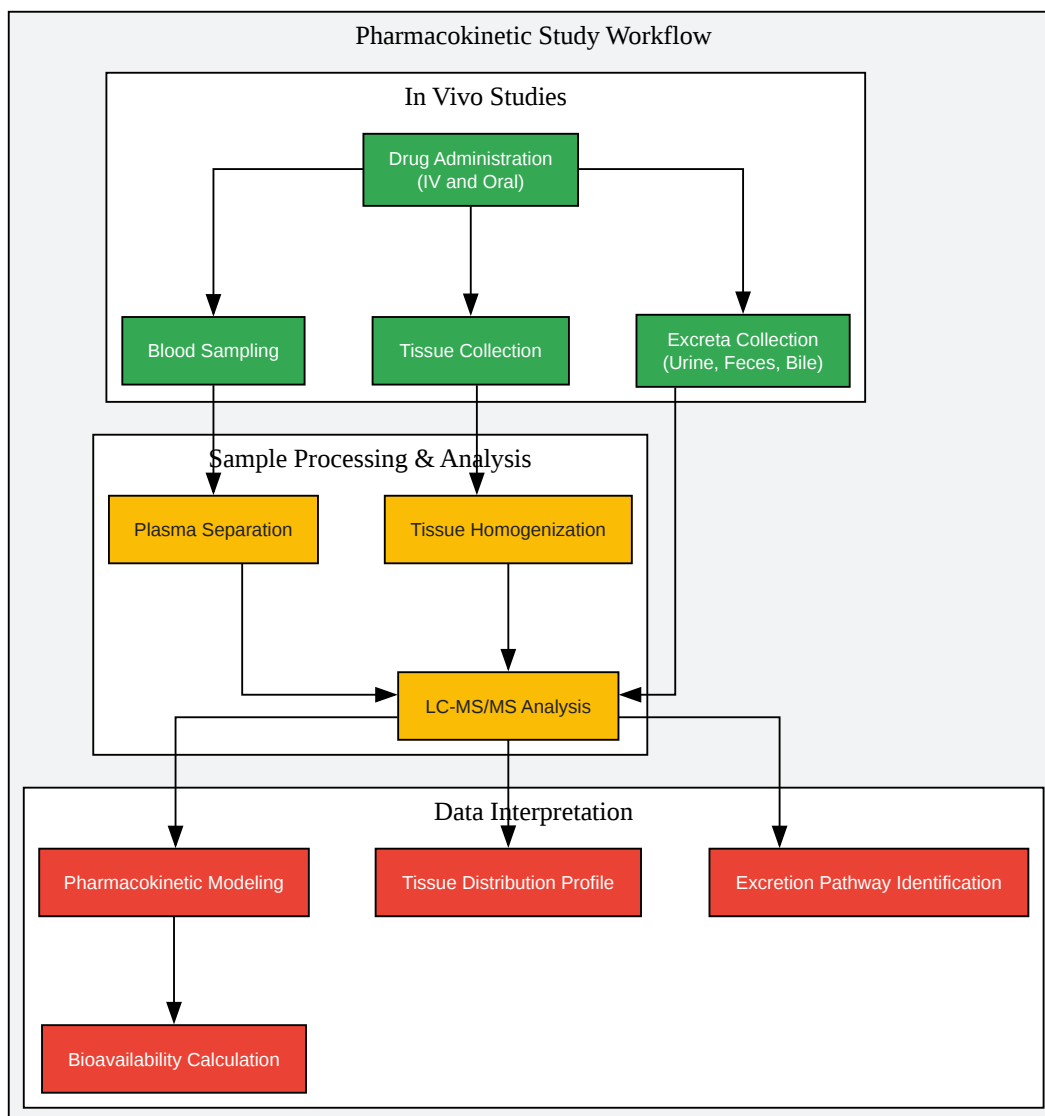 Pharmacokinetic Study Workflow
In Vivo Studies
Drug Administration
(IV and Oral)
Blood Sampling
Tissue Collection
Excreta Collection
(Urine, Feces, Bile)
Sample Processing & Analysis
Plasma Separation
Tissue Homogenization
LC-MS/MS Analysis
Data Interpretation
Pharmacokinetic Modeling
Tissue Distribution Profile
Excretion Pathway Identification
Bioavailability Calculation